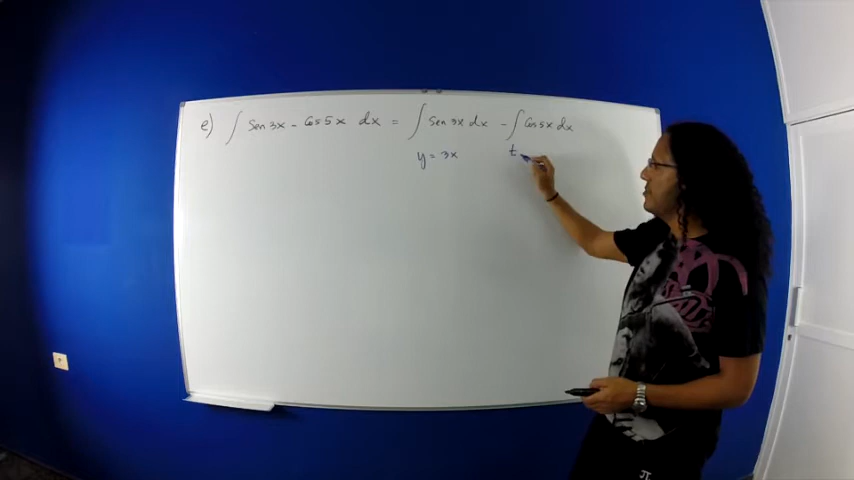 e) ∫ Sen 3x - Cos 5x dx = ∫ Sen 3x dx - ∫ Cos 5x dx
y = 3x t
π